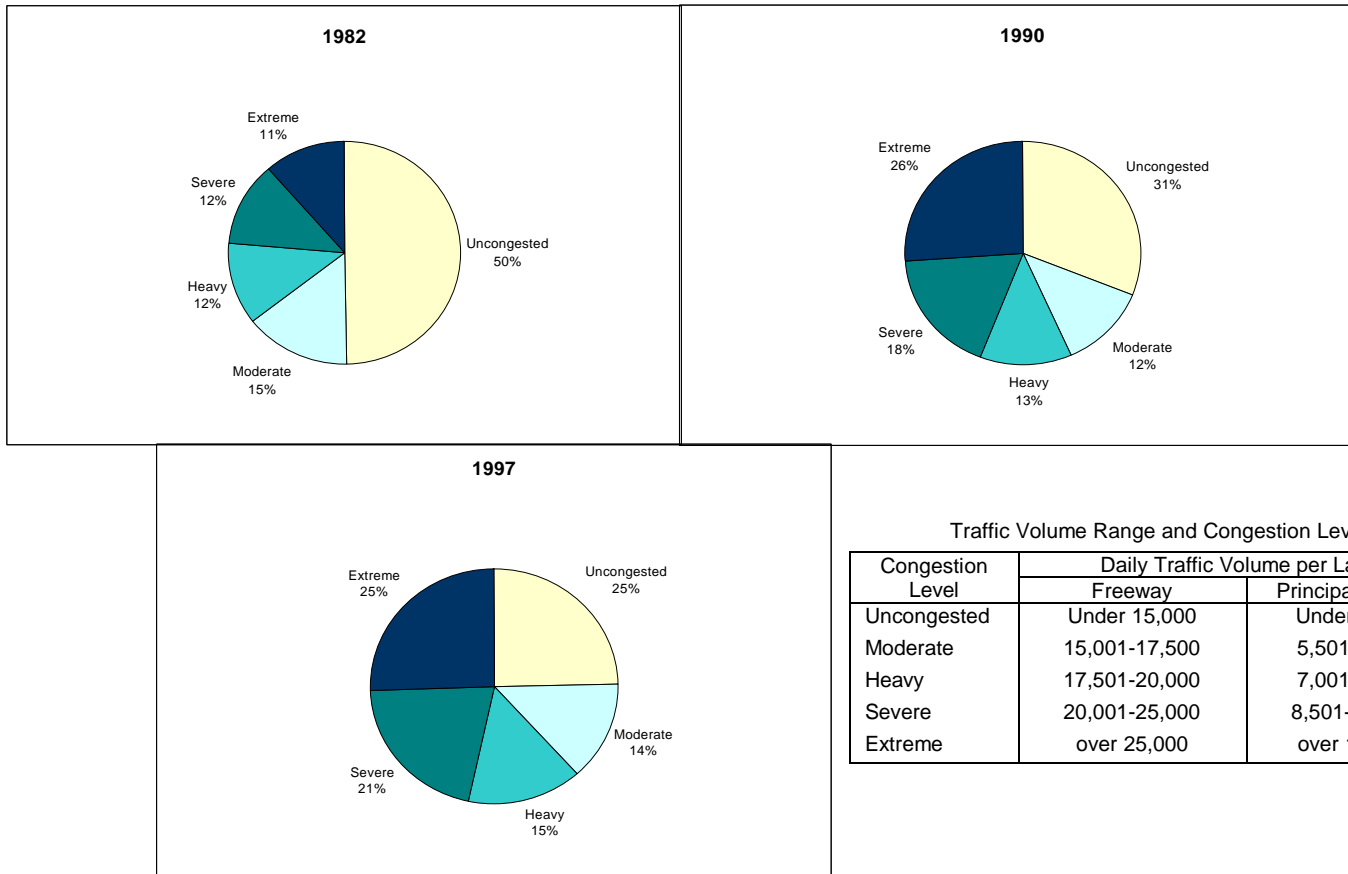 1982
Extreme
11%
Severe
12%
Heavy
12%
Moderate
15%
Uncongested
50%
1990
Extreme
26%
Uncongested
31%
Severe
18%
Moderate
12%
Heavy
13%
1997
Extreme
25%
Uncongested
25%
Severe
21%
Moderate
14%
Heavy
15%
Traffic Volume Range and Congestion Lev
Congestion Level
Daily Traffic Volume per La
Freeway Principa
Uncongested Under 15,000 Under
Moderate 15,001-17,500 5,501
Heavy 17,501-20,000 7,001
Severe 20,001-25,000 8,501-
Extreme over 25,000 over